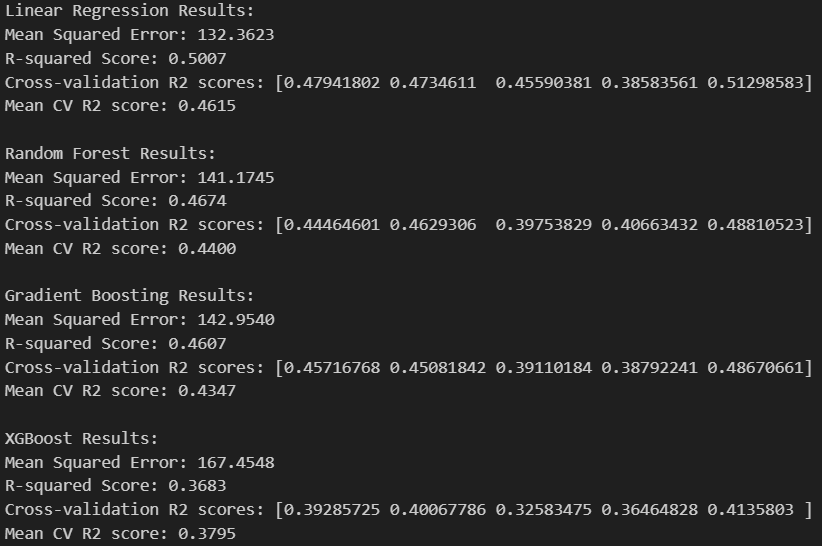 Linear Regression Results:
Mean Squared Error: 132.3623
R-squared Score: 0.5007
Cross-validation R2 scores: [0.47941802 0.4734611  0.45590381 0.38583561 0.51298583]
Mean CV R2 score: 0.4615

Random Forest Results:
Mean Squared Error: 141.1745
R-squared Score: 0.4674
Cross-validation R2 scores: [0.44464601 0.4629306  0.39753829 0.40663432 0.48810523]
Mean CV R2 score: 0.4400

Gradient Boosting Results:
Mean Squared Error: 142.9540
R-squared Score: 0.4607
Cross-validation R2 scores: [0.45716768 0.45081842 0.39110184 0.38792241 0.48670661]
Mean CV R2 score: 0.4347

XGBoost Results:
Mean Squared Error: 167.4548
R-squared Score: 0.3683
Cross-validation R2 scores: [0.39285725 0.40067786 0.32583475 0.36464828 0.4135803 ]
Mean CV R2 score: 0.3795